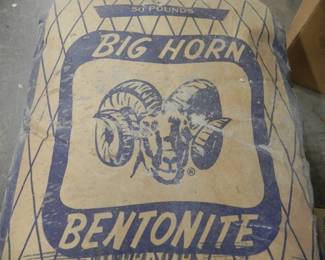 50 POUNDS
BIG HORN
®
BENTONITE